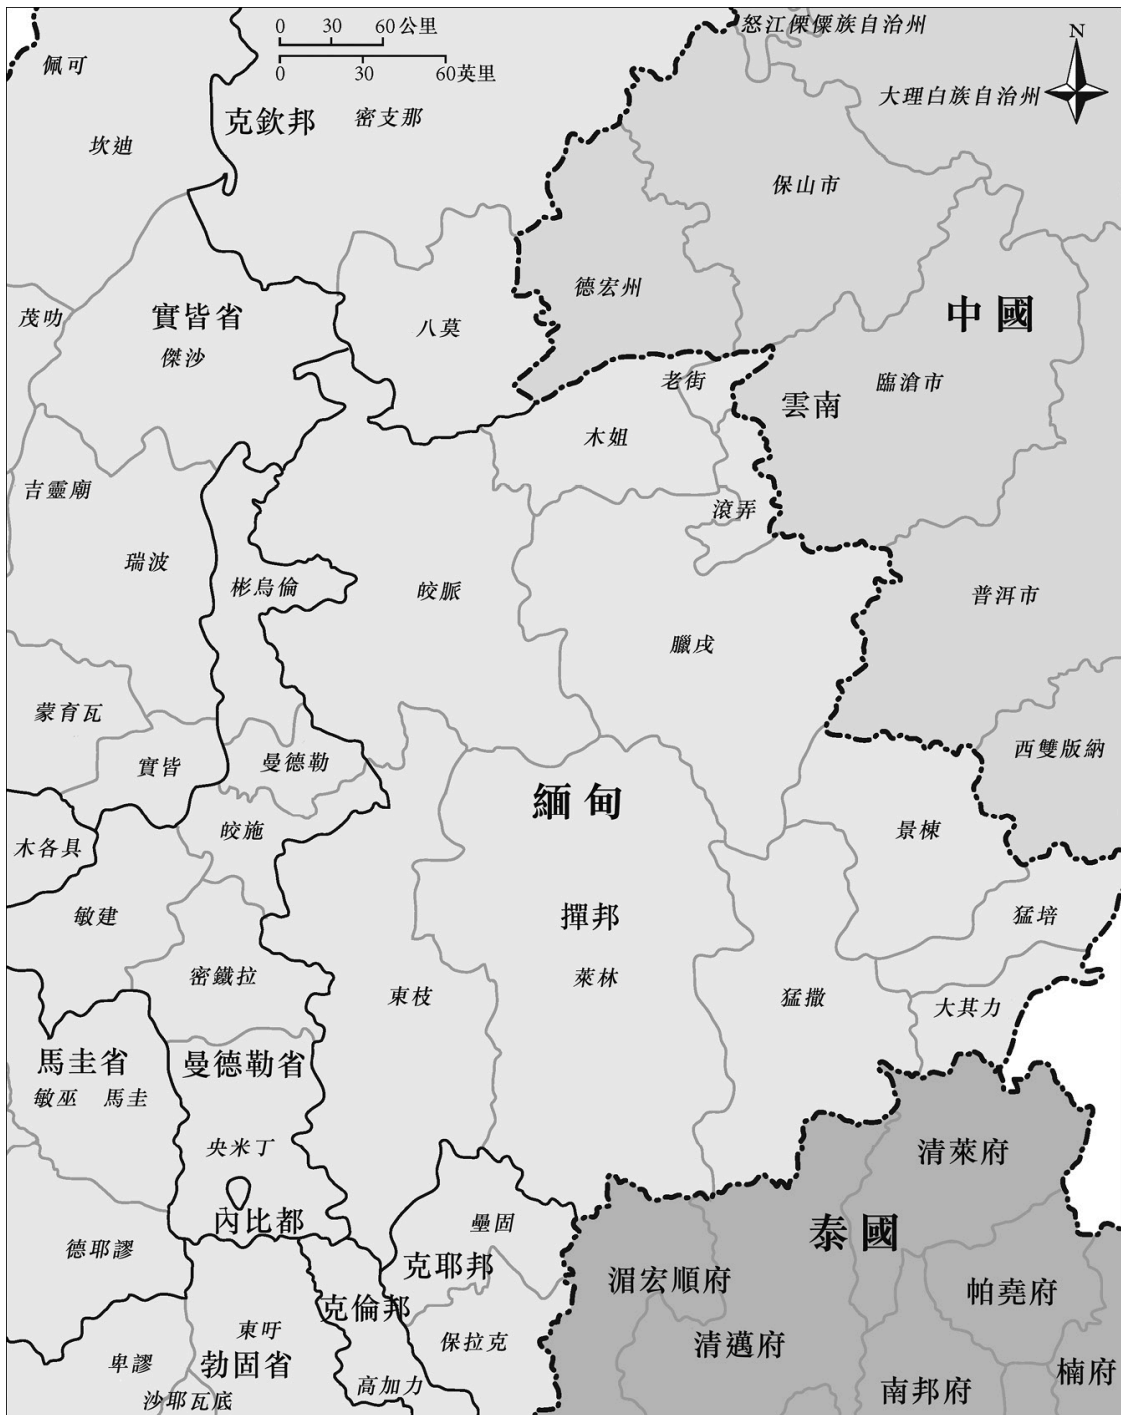 0 30 60 公里
0 30 60英里
N
怒江傈僳族自治州
佩可
大理白族自治州
克欽邦
密支那
坎迪
保山市
德宏州
茂叻
實皆省
八莫
中國
傑沙
老街
臨滄市
雲南
木姐
吉靈廟
滾弄
瑞波
彬烏倫
皎脈
普洱市
臘戌
蒙育瓦
西雙版納
實皆
曼德勒
緬甸
皎施
景棟
木各具
敏建
撣邦
猛培
密鐵拉
萊林
東枝
猛撒
大其力
馬圭省
曼德勒省
敏巫
馬圭
央米丁
清萊府
內比都
壘固
泰國
德耶謬
克耶邦
湄宏順府
帕堯府
克倫邦
東吁
保拉克
清邁府
卑謬
勃固省
楠府
高加力
南邦府
沙耶瓦底